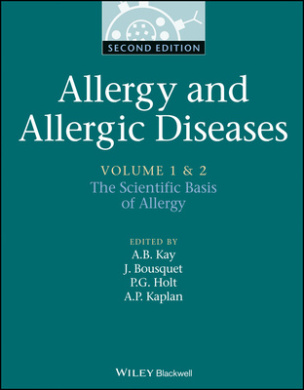 SECOND EDITION
Allergy and
Allergic Diseases
VOLUME 1 & 2
The Scientific Basis
of Allergy
EDITED BY
A.B. Kay
J. Bousquet
P.G. Holt
A.P. Kaplan
WILEY Blackwell